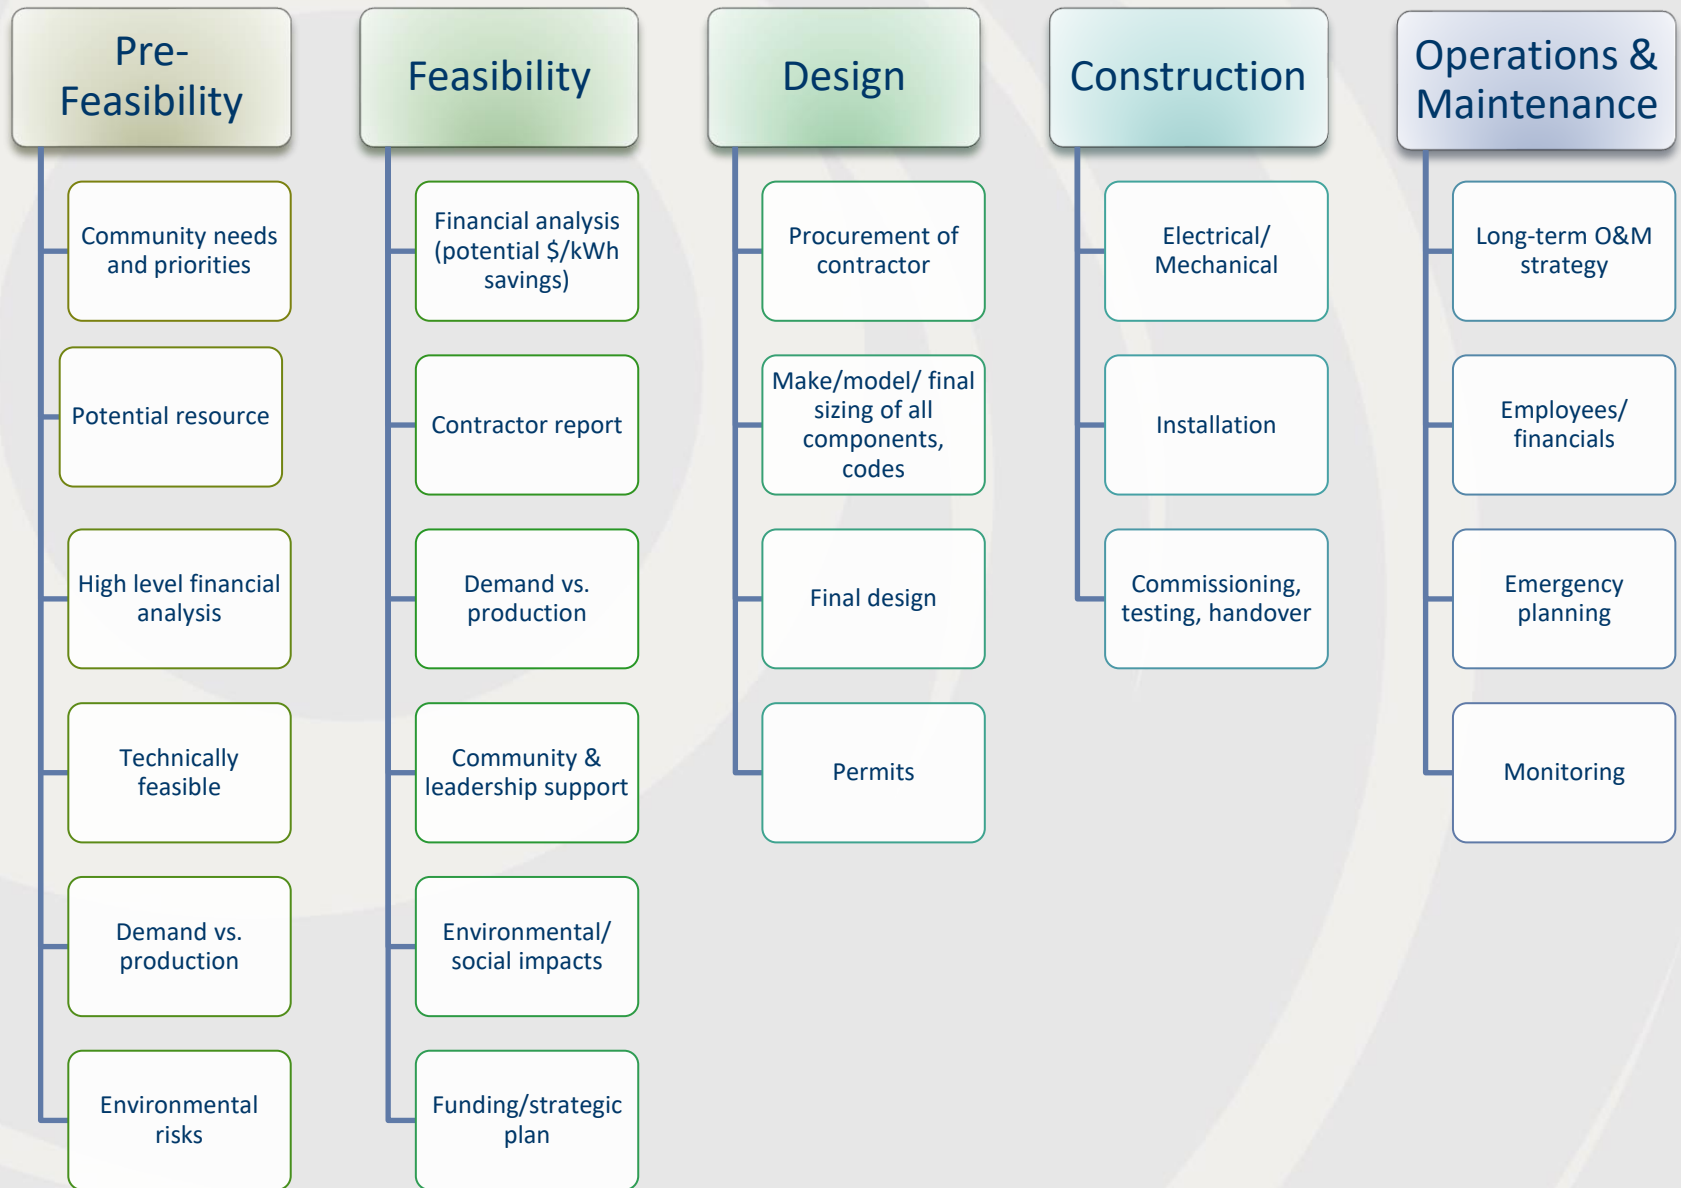 Pre-
Feasibility
Community needs
and priorities
Potential resource
High level financial
analysis
Technically
feasible
Demand vs.
production
Environmental
risks
Feasibility
Financial analysis
(potential $/kWh
savings)
Contractor report
Demand vs.
production
Community &
leadership support
Environmental/
social impacts
Funding/strategic
plan
Design
Procurement of
contractor
Make/model/ final
sizing of all
components,
codes
Final design
Permits
Construction
Electrical/
Mechanical
Installation
Commissioning,
testing, handover
Operations &
Maintenance
Long-term O&M
strategy
Employees/
financials
Emergency
planning
Monitoring